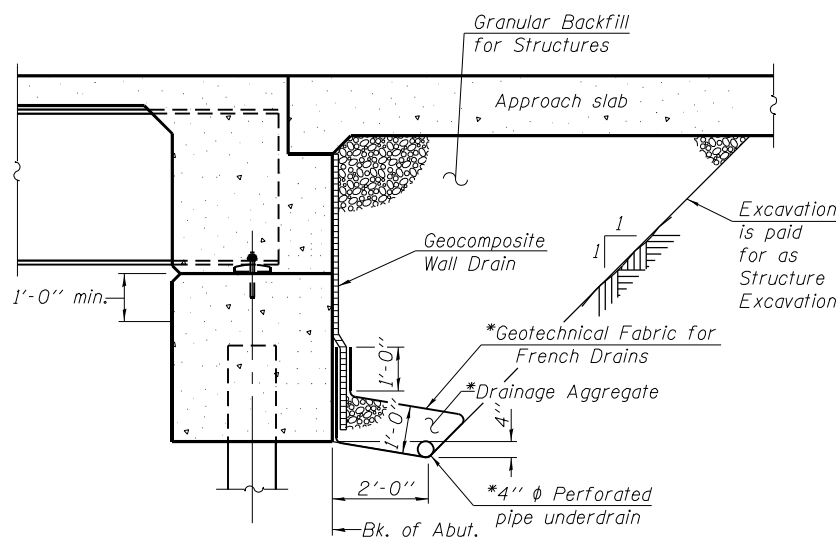 Granular Backfill
for Structures
Approach slab
Excavation
is paid
for as
Structure
Excavation
1
1
Geocomposite
Wall Drain
1'-0" min.
*Geotechnical Fabric for
French Drains
1'-0"
*Drainage Aggregate
1'-0"
4"
2'-0"
*4" ϕ Perforated
pipe underdrain
Bk. of Abut.